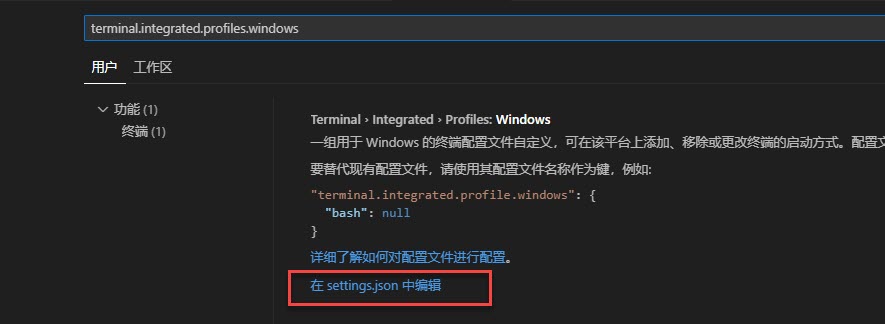 terminal.integrated.profiles.windows
用户 工作区
功能 (1)
终端 (1)
Terminal › Integrated › Profiles: Windows
一组用于 Windows 的终端配置文件自定义，可在该平台上添加、移除或更改终端的启动方式。配置文
要替代现有配置文件，请使用其配置文件名称作为键，例如:
"terminal.integrated.profile.windows": {
"bash": null
}
详细了解如何对配置文件进行配置。
在 settings.json 中编辑